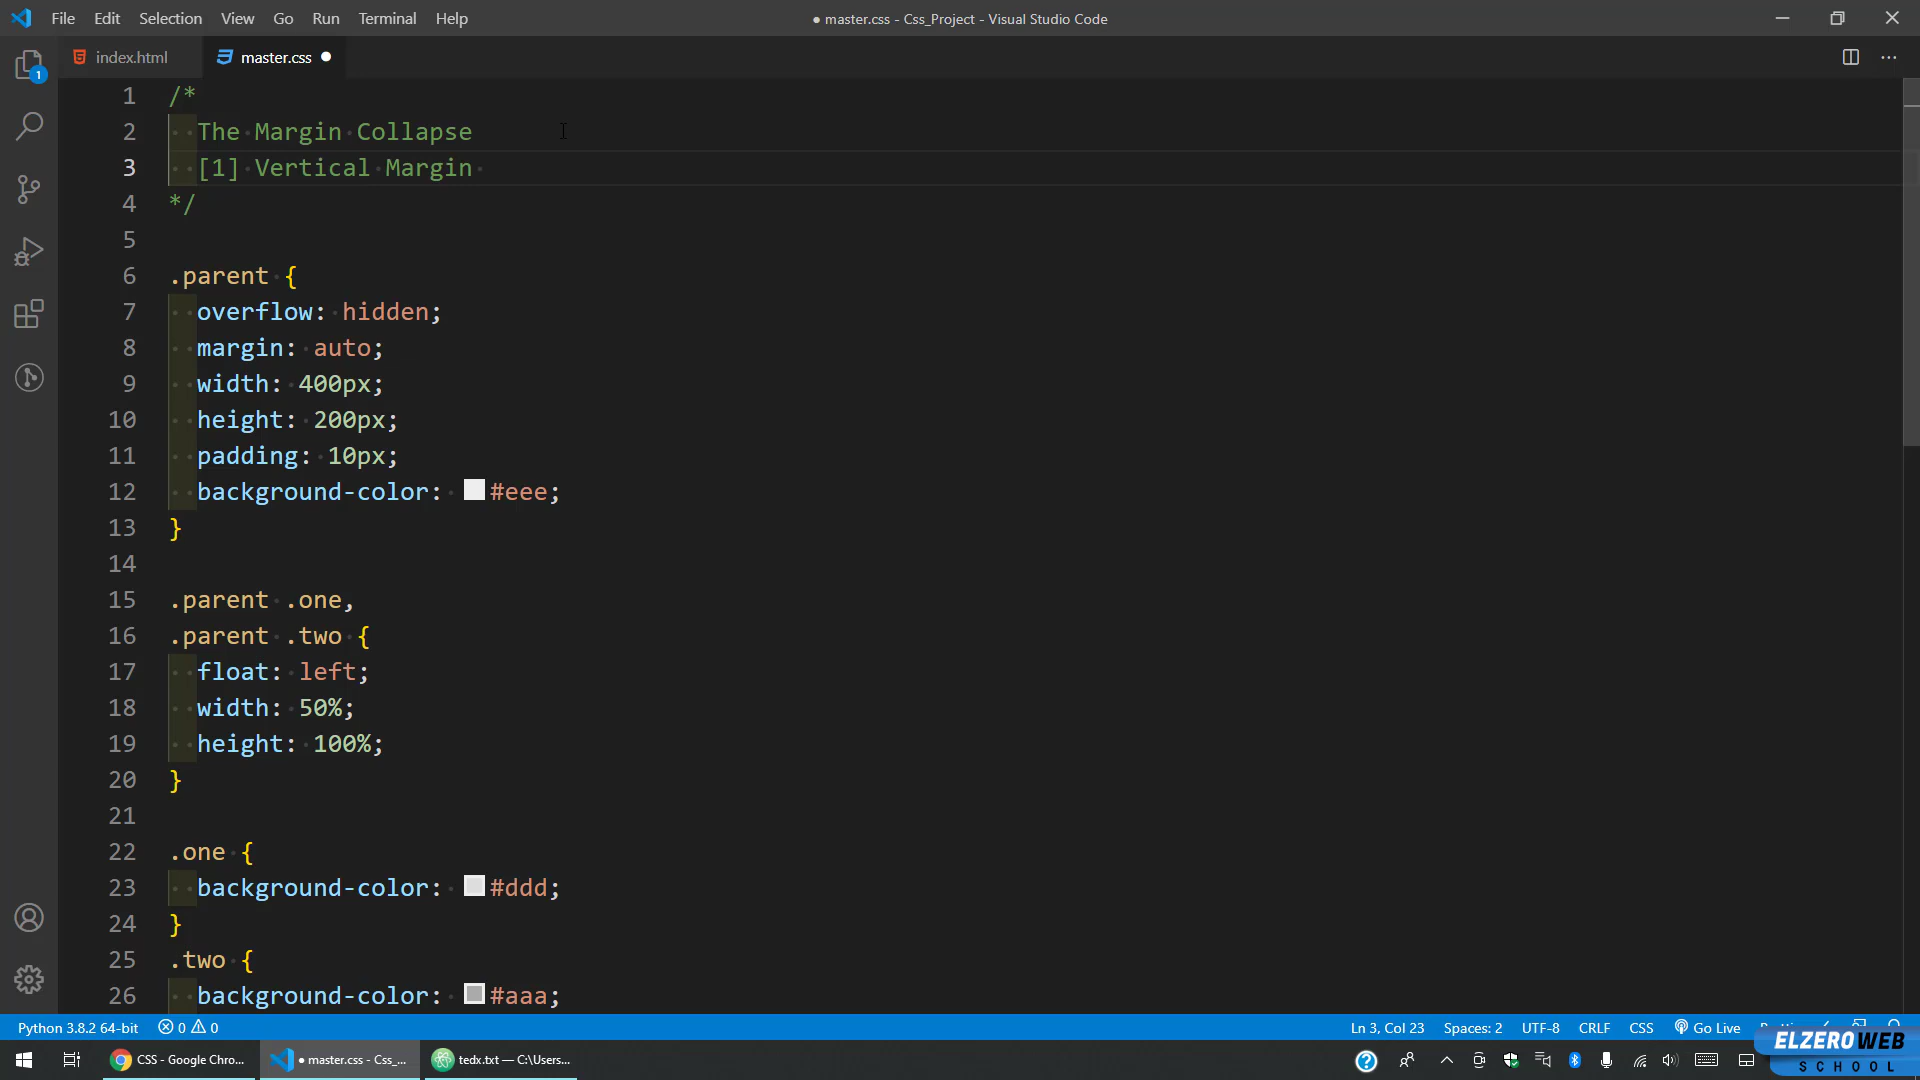 File Edit Selection View Go Run Terminal Help
● master.css - Css_Project - Visual Studio Code
index.html
master.css
1
1 /*
2 The Margin Collapse
3 [1] Vertical Margin
4 */
5
6 .parent {
7 overflow: hidden;
8 margin: auto;
9 width: 400px;
10 height: 200px;
11 padding: 10px;
12 background-color: #eee;
13 }
14
15 .parent .one,
16 .parent .two {
17 float: left;
18 width: 50%;
19 height: 100%;
20 }
21
22 .one {
23 background-color: #ddd;
24 }
25 .two {
26 background-color: #aaa;
Python 3.8.2 64-bit 0 0 Ln 3, Col 23 Spaces: 2 UTF-8 CRLF CSS Go Live
CSS - Google Chro...
● master.css - Css_...
tedx.txt — C:\Users...
ELZEROWEB
SCHOOL